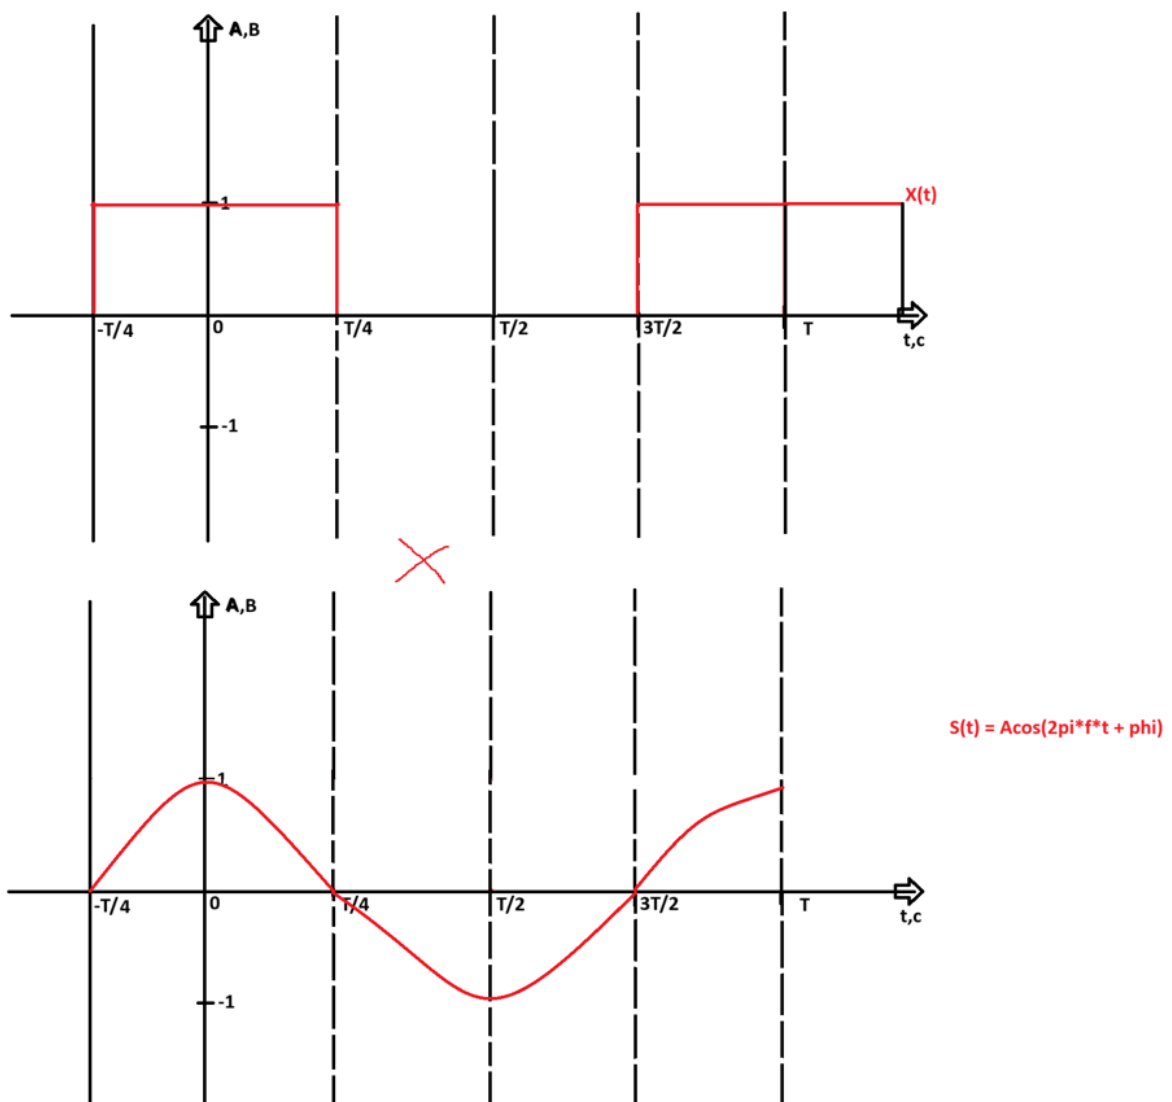 A,B
1
X(t)
-T/4
0
T/4
T/2
3T/2
T
t,c
-1
A,B
1
S(t) = Acos(2pi*f*t + phi)
-T/4
0
T/4
T/2
3T/2
T
t,c
-1